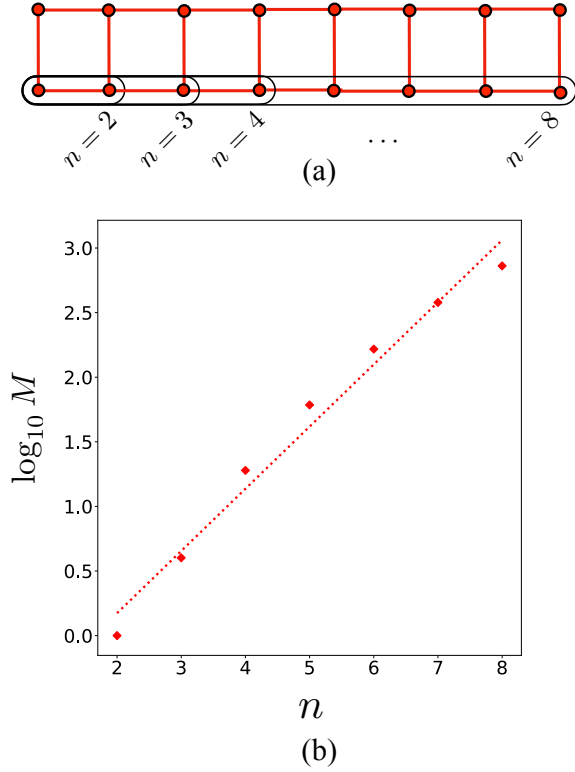 n = 2
n = 3
n = 4
...
n = 8
(a)
3.0
2.5
2.0
1.5
1.0
0.5
0.0
log₁₀ M
2 3 4 5 6 7 8
n
(b)